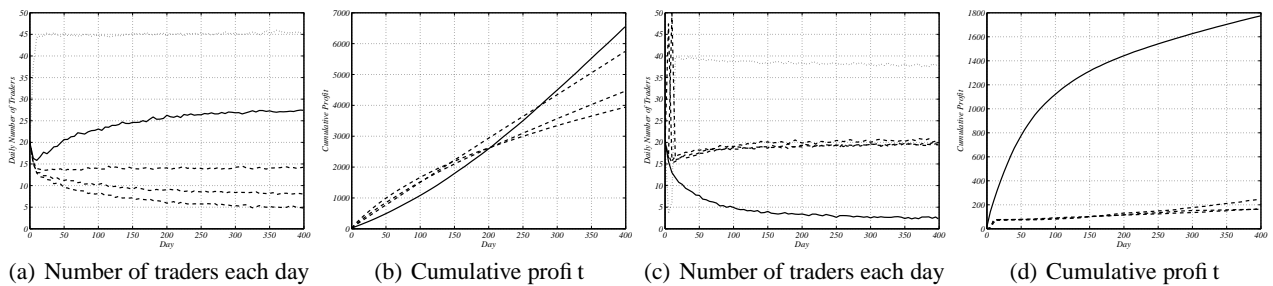 50
45
40
35
30
25
20
15
10
5
0
Daily Number of Traders
0 50 100 150 200 250 300 350 400
Day
(a) Number of traders each day
7000
6000
5000
4000
3000
2000
1000
0
Cumulative Profit
0 50 100 150 200 250 300 350 400
Day
(b) Cumulative profi t
50
45
40
35
30
25
20
15
10
5
0
Daily Number of Traders
0 50 100 150 200 250 300 350 400
Day
(c) Number of traders each day
1800
1600
1400
1200
1000
800
600
400
200
0
Cumulative Profit
0 50 100 150 200 250 300 350 400
Day
(d) Cumulative profi t